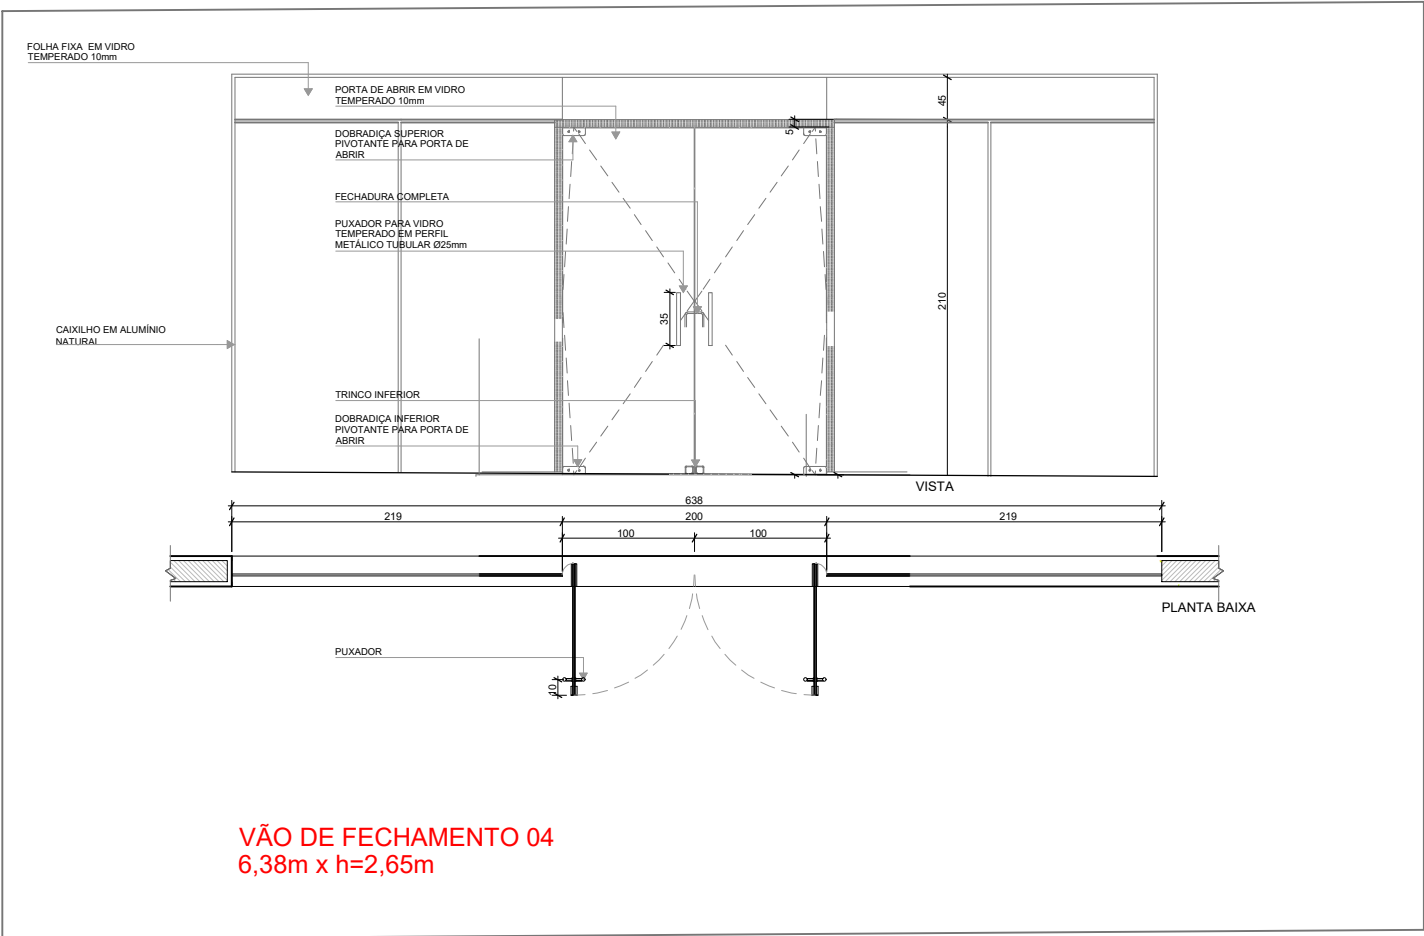 FOLHA FIXA EM VIDRO
TEMPERADO 10mm
PORTA DE ABRIR EM VIDRO
TEMPERADO 10mm
45
5
DOBRADIÇA SUPERIOR
PIVOTANTE PARA PORTA DE
ABRIR
FECHADURA COMPLETA
PUXADOR PARA VIDRO
TEMPERADO EM PERFIL
METÁLICO TUBULAR Ø25mm
210
35
CAIXILHO EM ALUMÍNIO
NATURAL
TRINCO INFERIOR
DOBRADIÇA INFERIOR
PIVOTANTE PARA PORTA DE
ABRIR
VISTA
638
219
200
219
100
100
PLANTA BAIXA
PUXADOR
10
VÃO DE FECHAMENTO 04
6,38m x h=2,65m